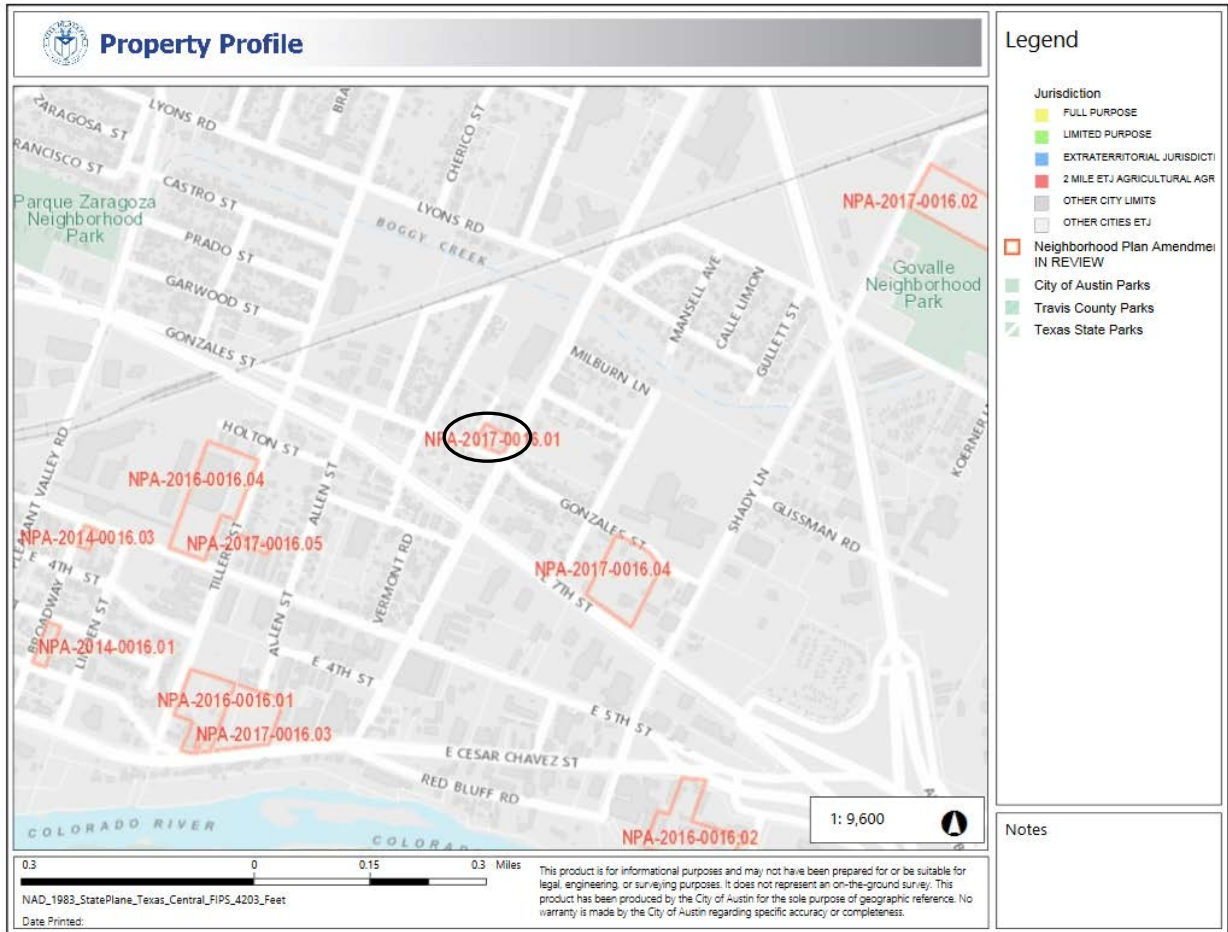 Property Profile
Legend
Jurisdiction
FULL PURPOSE
LIMITED PURPOSE
EXTRATERRITORIAL JURISDICTI
2 MILE ETJ AGRICULTURAL AGR
OTHER CITY LIMITS
OTHER CITIES ETJ
Neighborhood Plan Amendme
IN REVIEW
City of Austin Parks
Travis County Parks
Texas State Parks
ZARAGOSA ST
LYONS RD
BRA
CHERICO ST
RANCISCO ST
CASTRO ST
NPA-2017-0016.02
Parque Zaragoza
Neighborhood
Park
LYONS RD
BOGGY CREEK
PRADO ST
GARWOOD ST
Govalle
Neighborhood
Park
MANSELL AVE
CALLE LIMON
GULLETT ST
GONZALES ST
MILBURN LN
HOLTON ST
NPA-2017-0016.01
KOERNER L
PLEASANT VALLEY RD
NPA-2016-0016.04
ALLEN ST
SHADY LN
GONZALES ST
GLISSMAN RD
NPA-2014-0016.03
NPA-2017-0016.05
E 4TH ST
TILLERY ST
VERMONT RD
NPA-2017-0016.04
E 7TH ST
BROADWAY
LINDEN ST
ALLEN ST
NPA-2014-0016.01
E 4TH ST
NPA-2016-0016.01
E 5TH ST
NPA-2017-0016.03
E CESAR CHAVEZ ST
RED BLUFF RD
COLORADO RIVER
COLORA
NPA-2016-0016.02
1: 9,600
Notes
0.3 0 0.15 0.3 Miles
NAD_1983_StatePlane_Texas_Central_FIPS_4203_Feet
Date Printed:
This product is for informational purposes and may not have been prepared for or be suitable for
legal, engineering, or surveying purposes. It does not represent an on-the-ground survey. This
product has been produced by the City of Austin for the sole purpose of geographic reference. No
warranty is made by the City of Austin regarding specific accuracy or completeness.